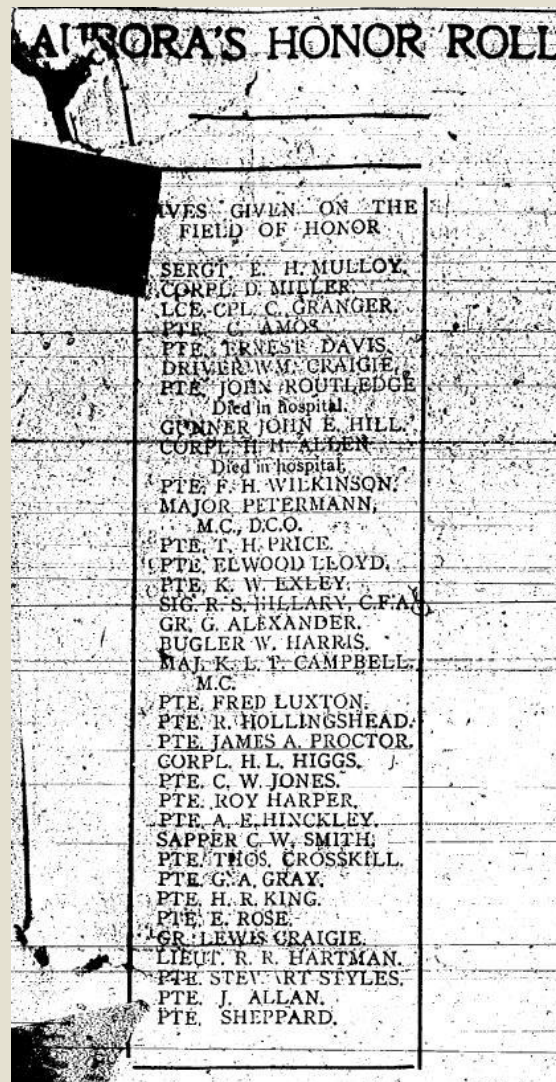 AURORA'S HONOR ROLL
IVES GIVEN ON THE
FIELD OF HONOR
SERGT. E. H. MULLOY.
CORPL. D. MILLER.
LCE.-CPL. C. GRANGER.
PTE. C. AMOS
PTE. ERNEST DAVIS.
DRIVER WM. CRAIGIE.
PTE. JOHN ROUTLEDGE
Died in hospital.
GUNNER JOHN E. HILL.
CORPL. H. H. ALLEN
Died in hospital.
PTE. F. H. WILKINSON.
MAJOR PETERMANN,
M.C., D.C.O.
PTE. T. H. PRICE.
PTE. ELWOOD LLOYD.
PTE. K. W. EXLEY.
SIG. R. S. HILLARY, C.F.A.
GR. G. ALEXANDER.
BUGLER W. HARRIS.
MAJ. K. L. T. CAMPBELL.
M.C.
PTE. FRED LUXTON.
PTE. R. HOLLINGSHEAD.
PTE. JAMES A. PROCTOR.
CORPL. H. L. HIGGS.
PTE. C. W. JONES.
PTE. ROY HARPER.
PTE. A. E. HINCKLEY.
SAPPER C. W. SMITH.
PTE. THOS. CROSSKILL.
PTE. G. A. GRAY.
PTE. H. R. KING.
PTE. E. ROSE.
GR. LEWIS CRAIGIE.
LIEUT. R. R. HARTMAN.
PTE. STEWART STYLES.
PTE. J. ALLAN.
PTE. SHEPPARD.